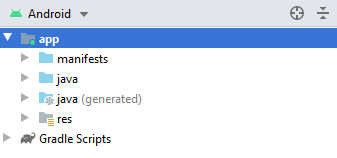 Android
app
manifests
java
java (generated)
res
Gradle Scripts